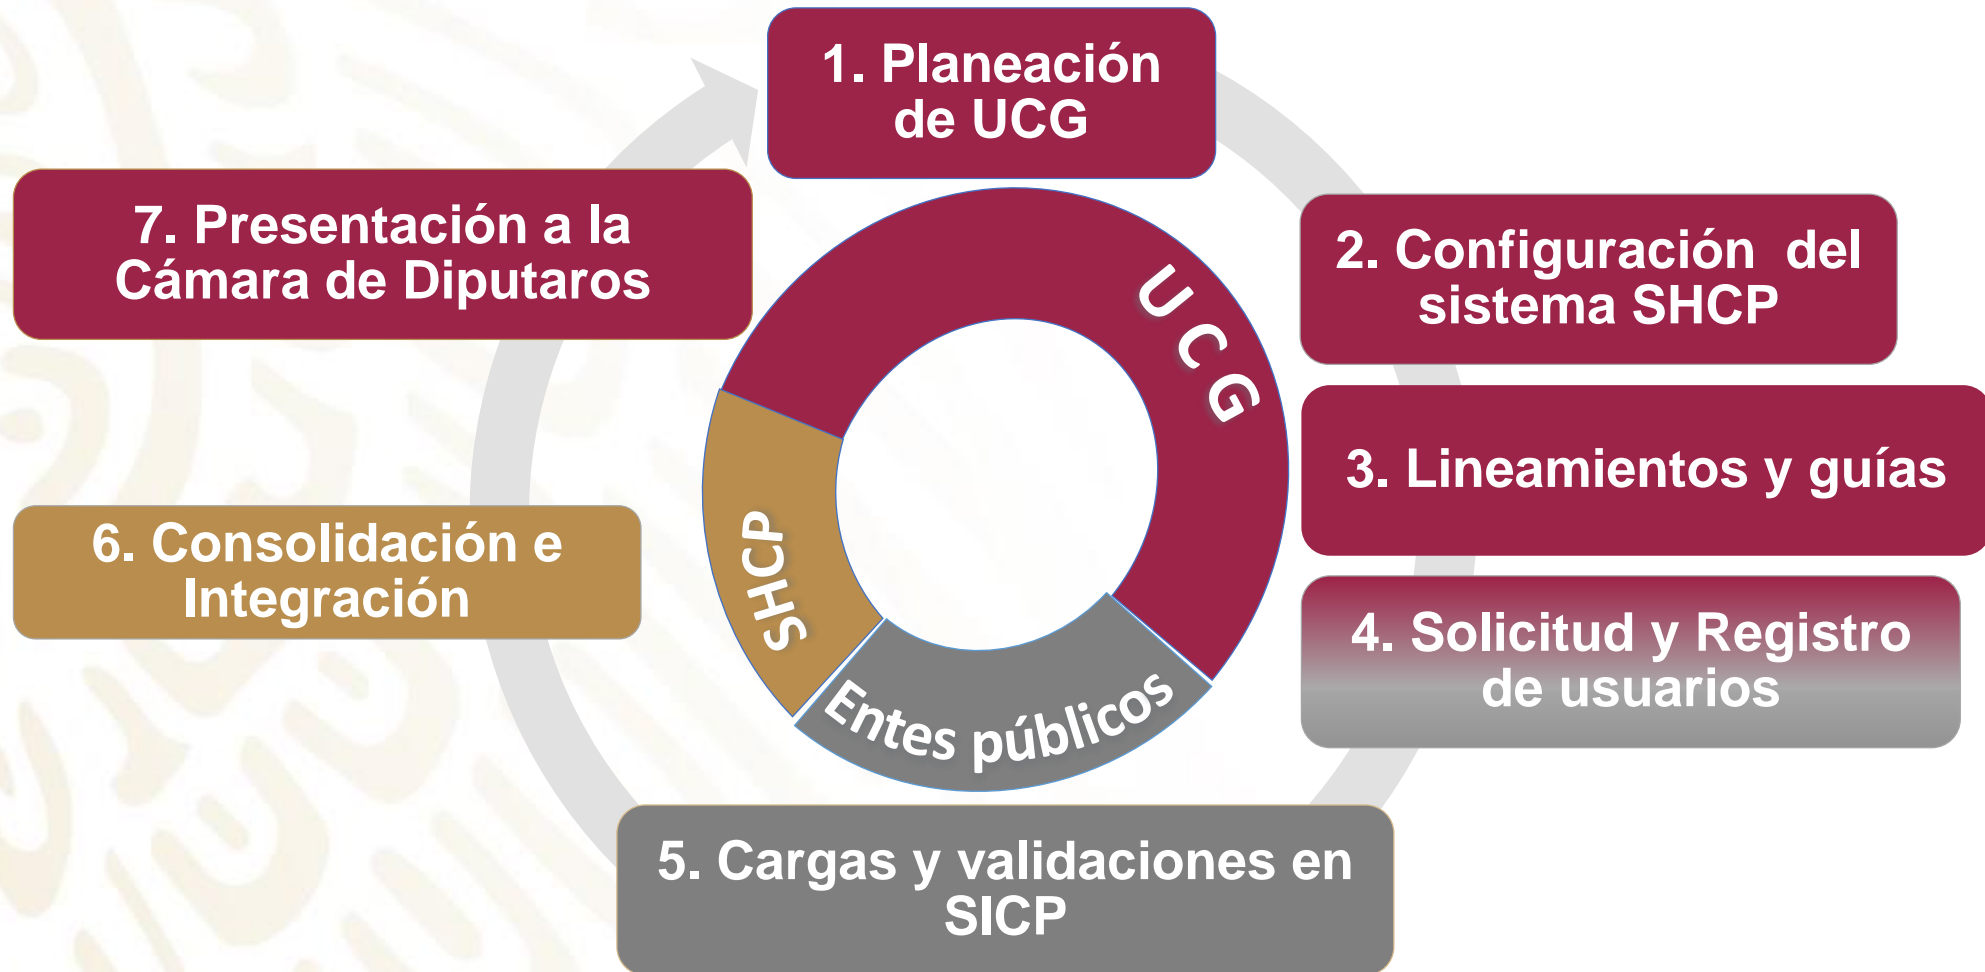 1. Planeación
de UCG
2. Configuración  del
sistema SHCP
3. Lineamientos y guías
4. Solicitud y Registro
de usuarios
5. Cargas y validaciones en
SICP
6. Consolidación e
Integración
7. Presentación a la
Cámara de Diputaros
UCG
Entes públicos
SHCP